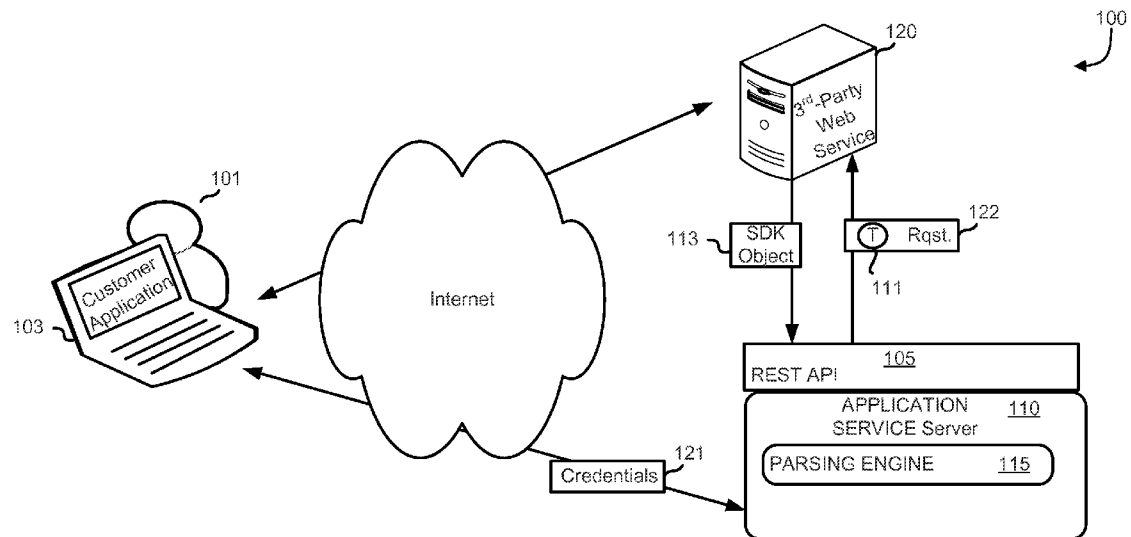 100
120
3rd-Party
Web
Service
101
122
113
SDK
Object
T Rqst.
111
Customer
Application
Internet
103
105
REST API
APPLICATION 110
SERVICE Server
121
Credentials
PARSING ENGINE 115